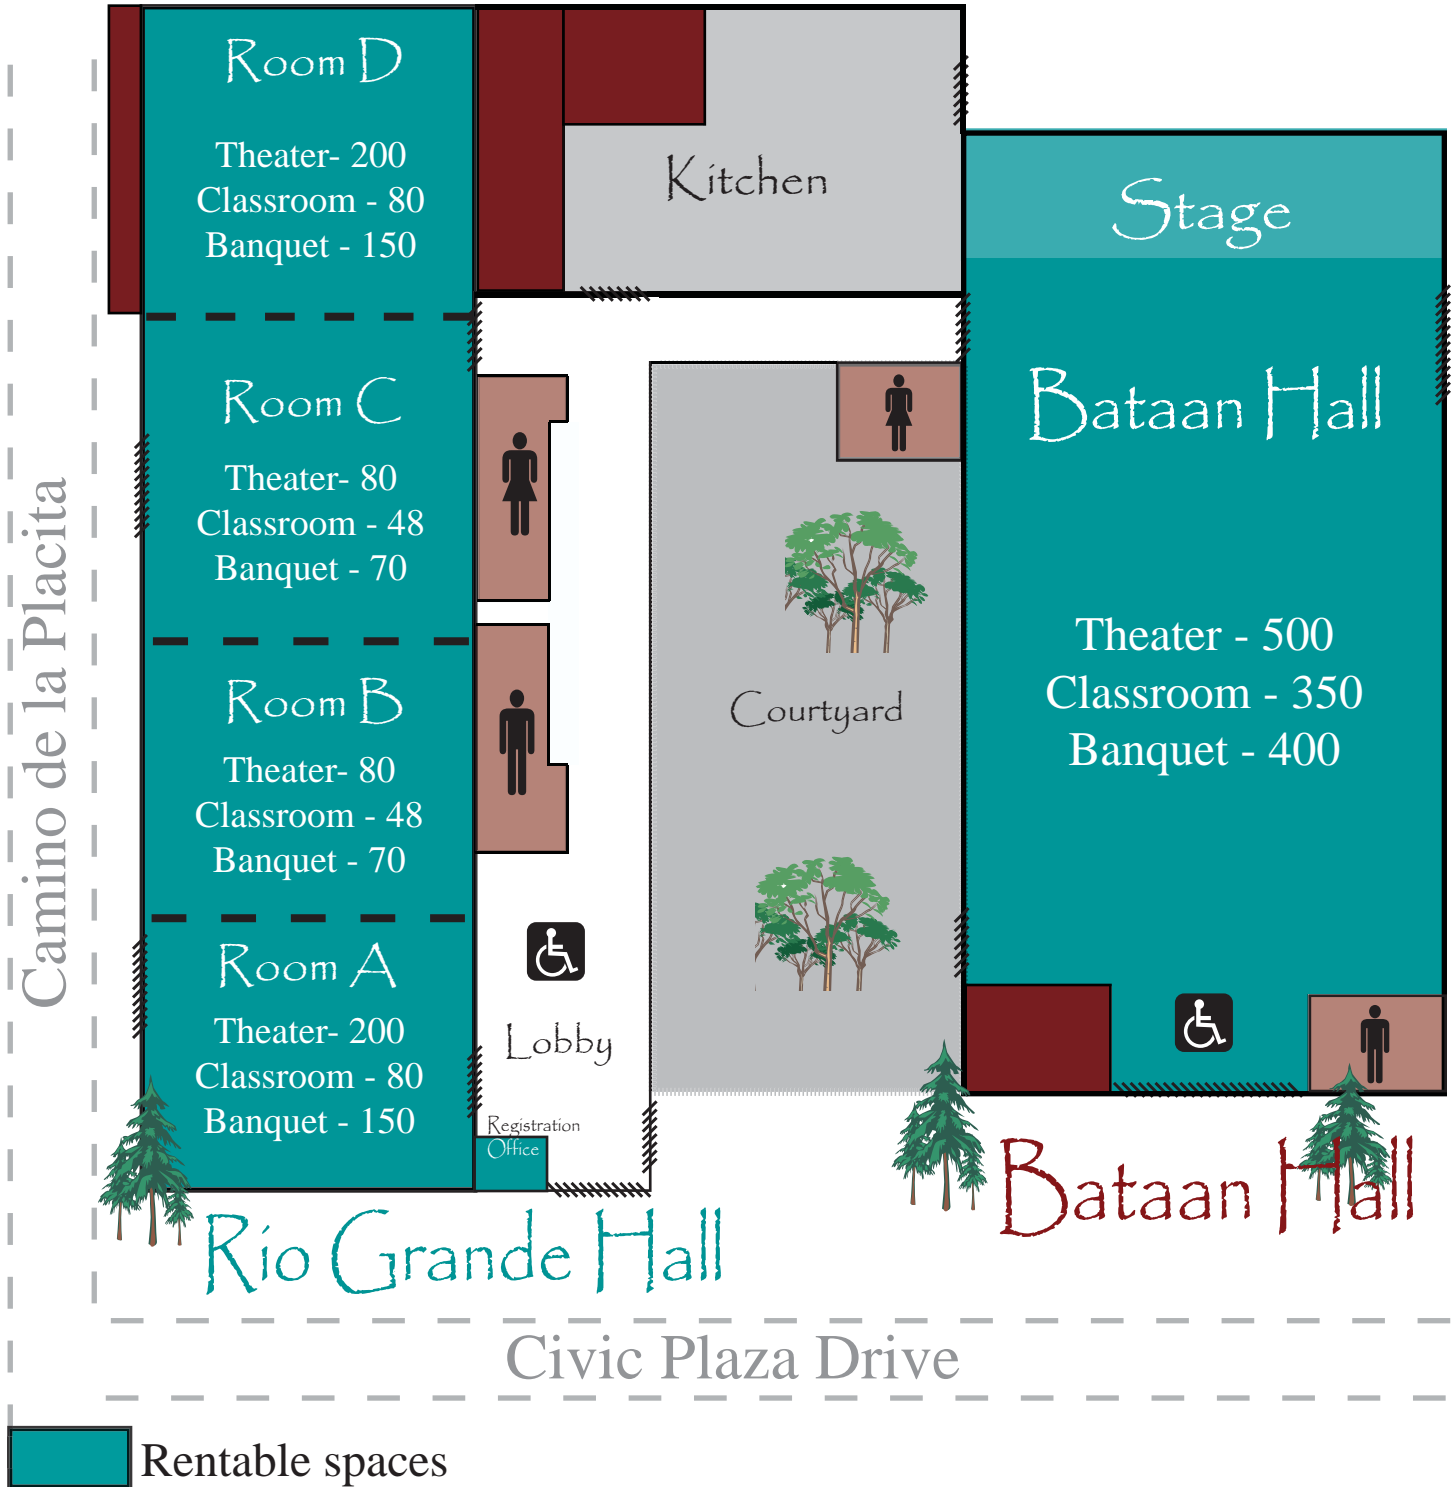 Room D
Theater- 200
Classroom - 80
Banquet - 150
Kitchen
Stage
Room C
Theater- 80
Classroom - 48
Banquet - 70
Bataan Hall
Theater - 500
Classroom - 350
Banquet - 400
Camino de la Placita
Room B
Theater- 80
Classroom - 48
Banquet - 70
Courtyard
Room A
Theater- 200
Classroom - 80
Banquet - 150
Lobby
Registration
Office
Rio Grande Hall
Bataan Hall
Civic Plaza Drive
Rentable spaces